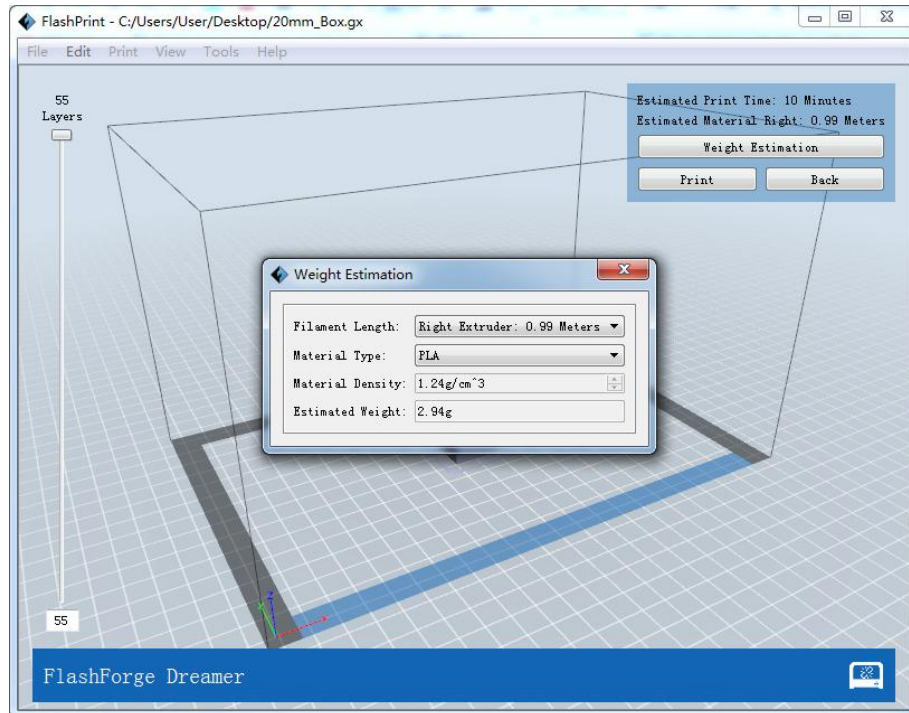 FlashPrint - C:/Users/User/Desktop/20mm_Box.gx
File Edit Print View Tools Help
55
Layers
Estimated Print Time: 10 Minutes
Estimated Material Right: 0.99 Meters
Weight Estimation
Print Back
Weight Estimation
Filament Length: Right Extruder: 0.99 Meters
Material Type: PLA
Material Density: 1.24g/cm^3
Estimated Weight: 2.94g
55
FlashForge Dreamer